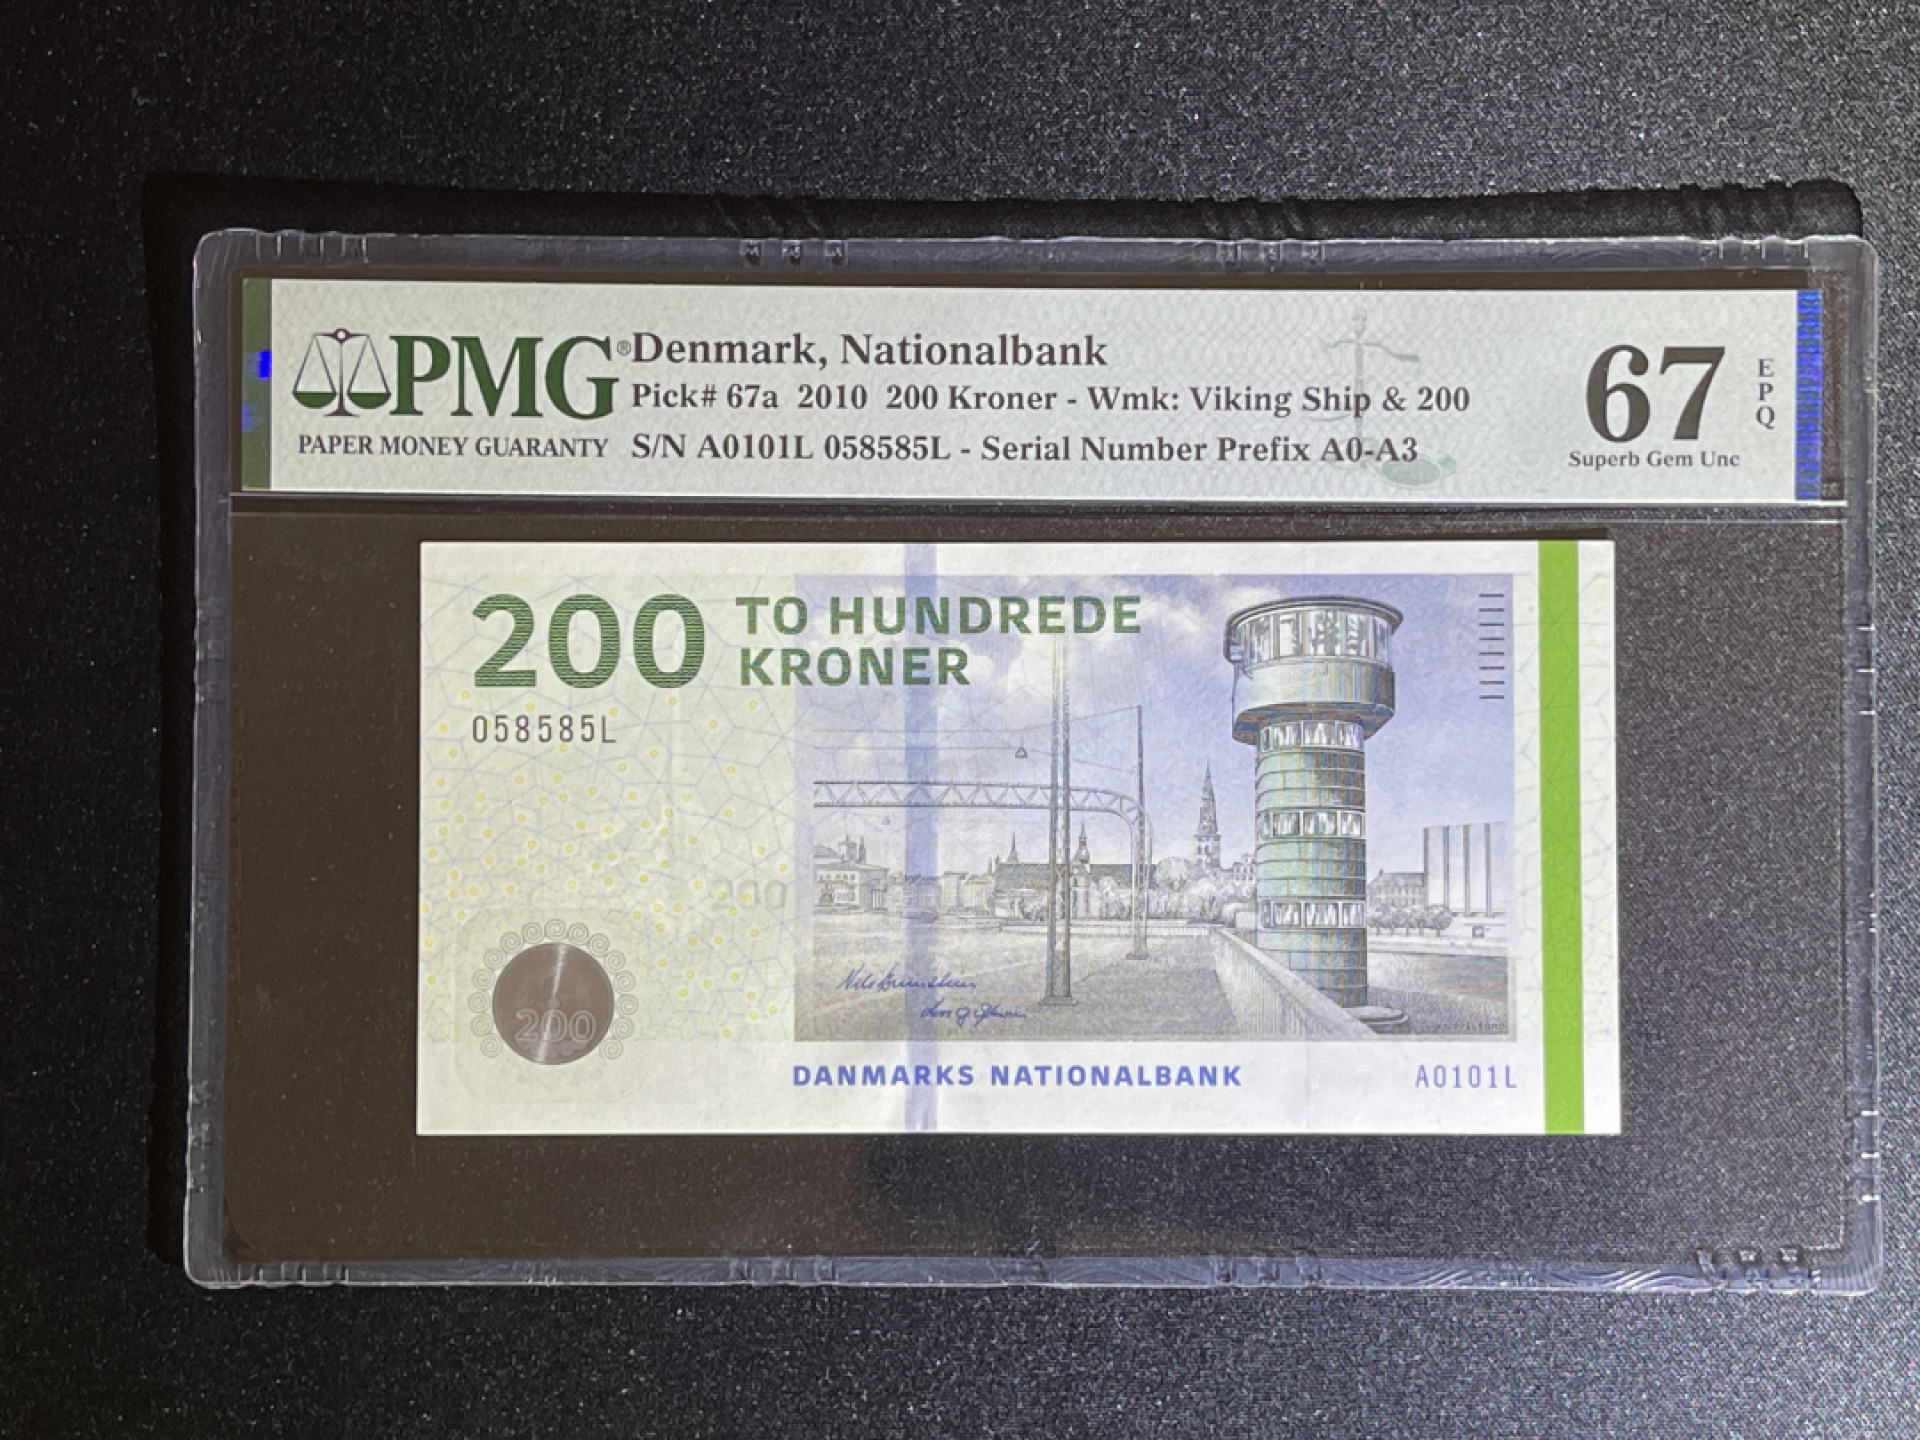 PMG®
PAPER MONEY GUARANTY
Denmark, Nationalbank
Pick# 67a 2010 200 Kroner - Wmk: Viking Ship & 200
S/N A0101L 058585L - Serial Number Prefix A0-A3
67
EPQ
Superb Gem Unc
200 TO HUNDREDE
KRONER
058585L
200
200
DANMARKS NATIONALBANK
A0101L